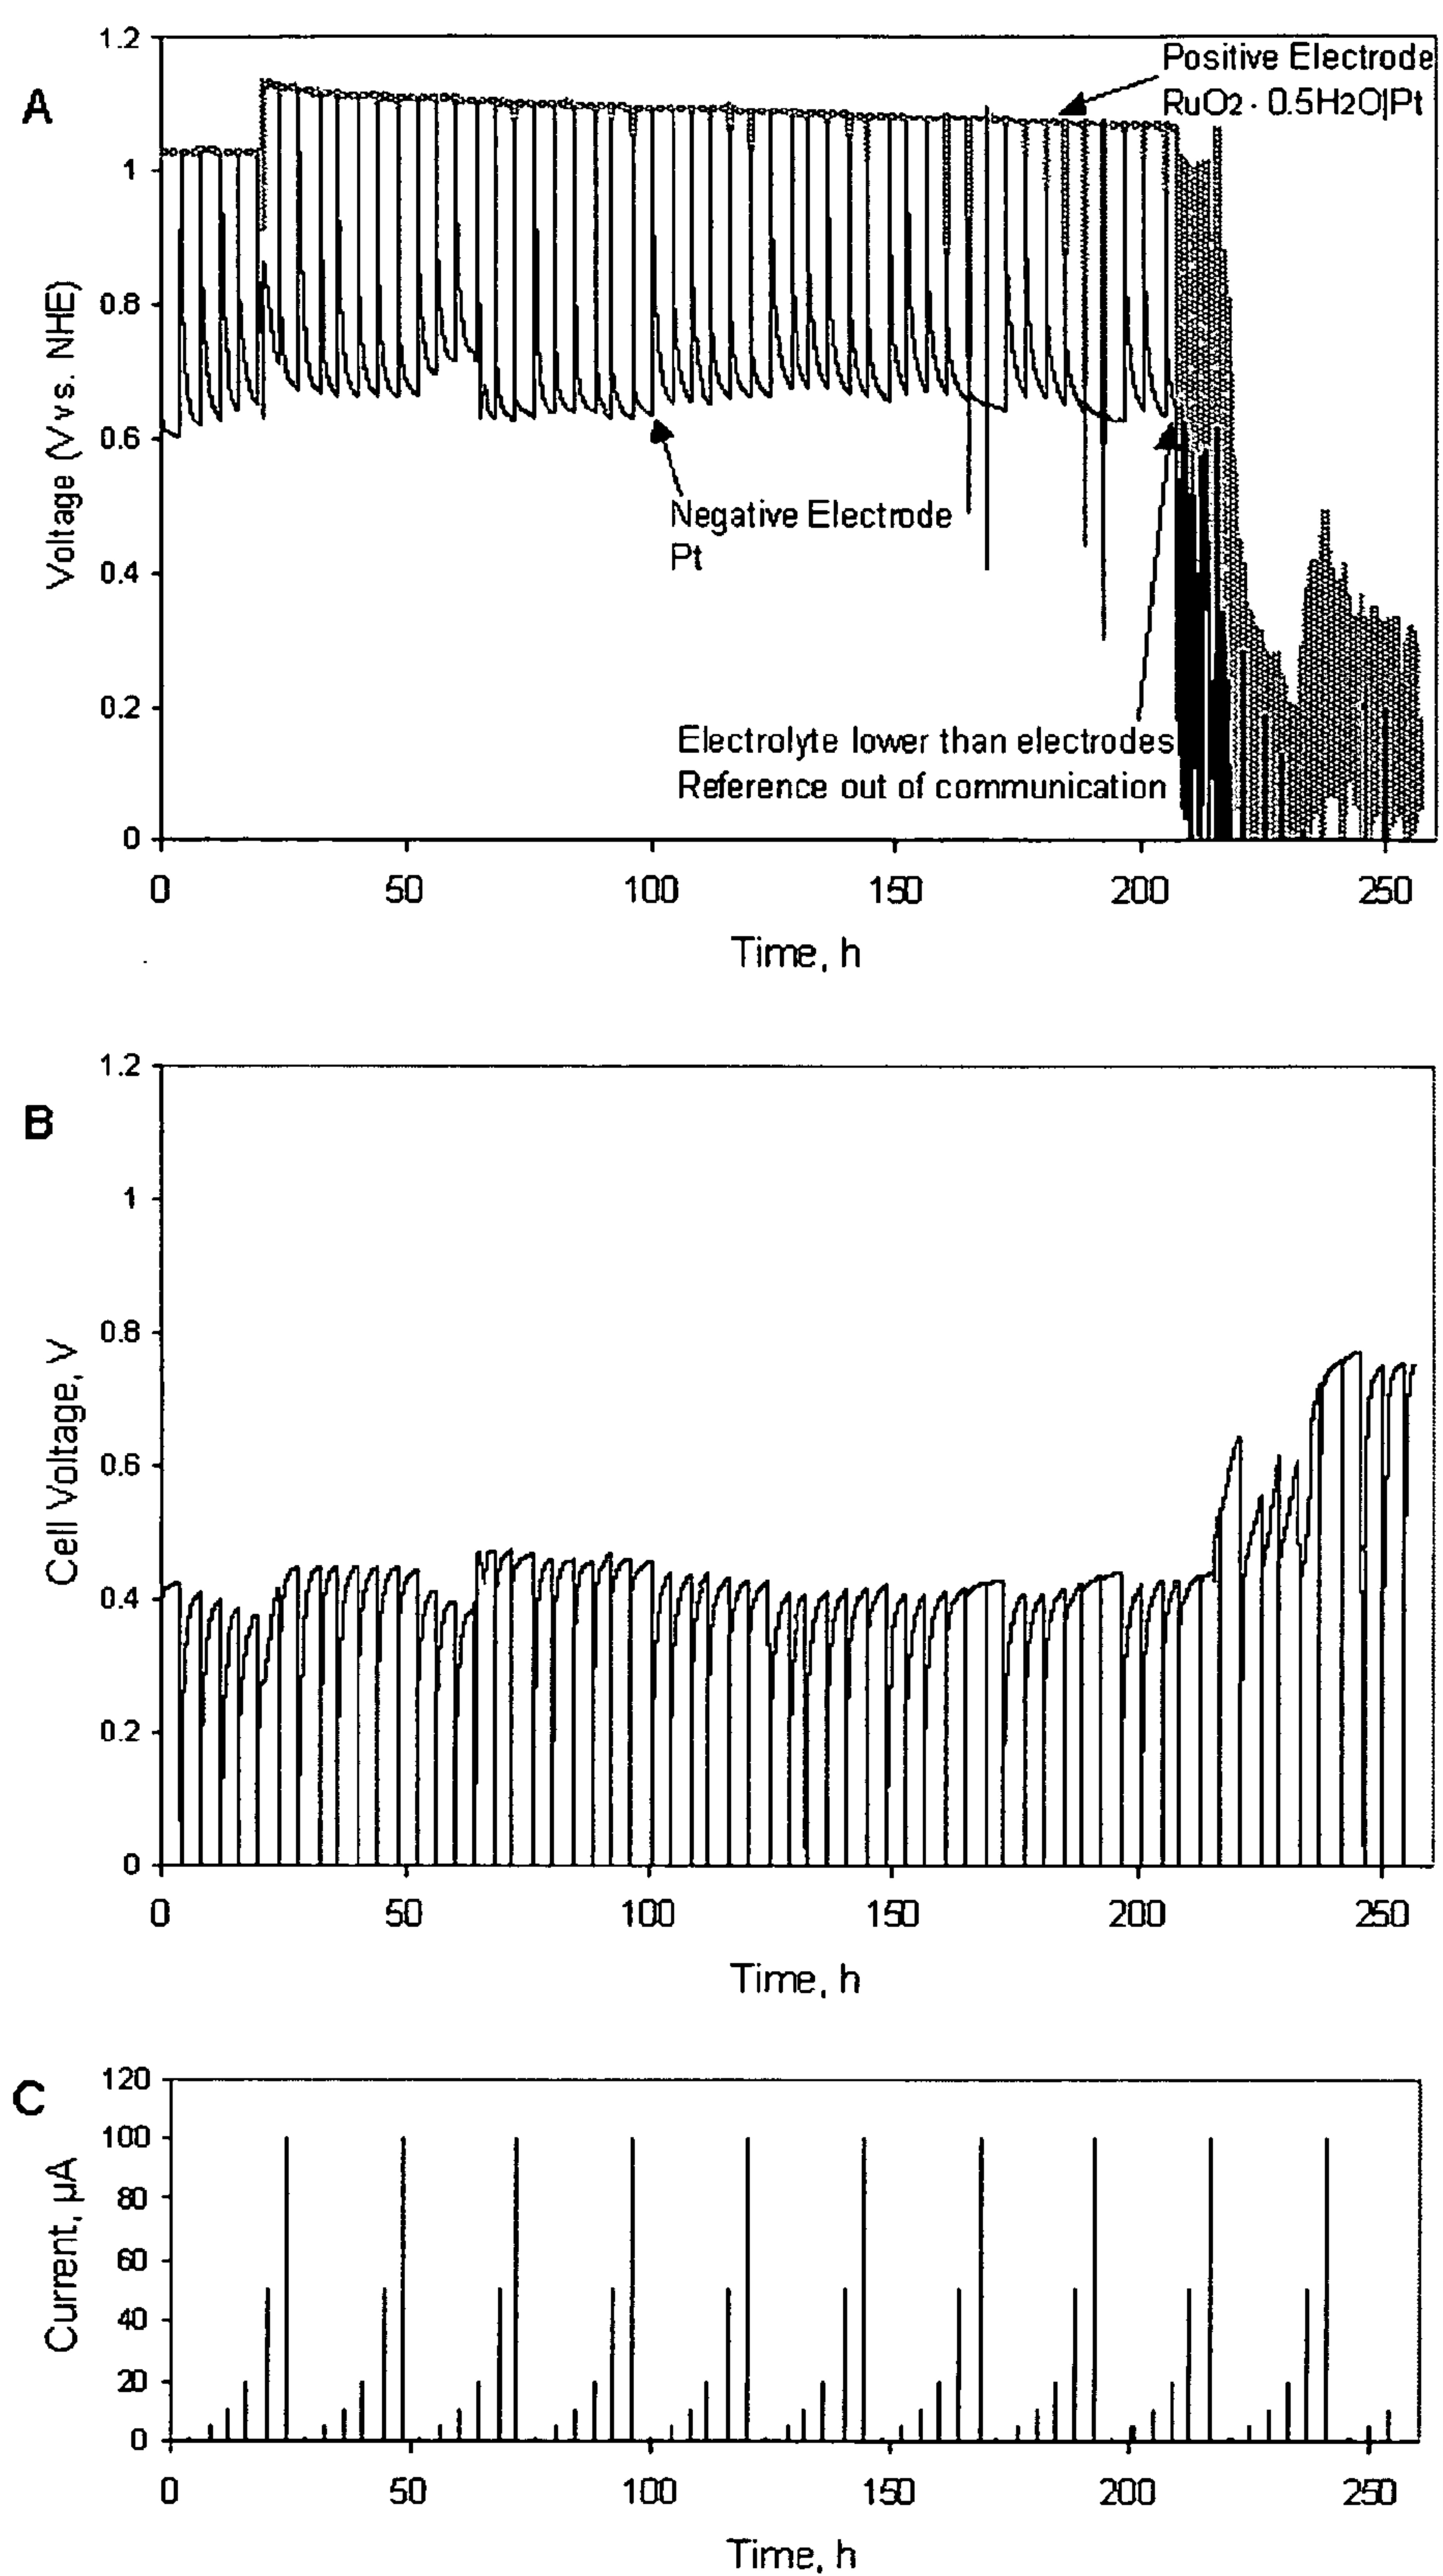 A
Voltage (V vs. NHE)
1.2
1
0.8
0.6
0.4
0.2
0
Positive Electrode
RuO2 · 0.5H2O|Pt
Negative Electrode
Pt
Electrolyte lower than electrodes
Reference out of communication
0 50 100 150 200 250
Time, h
B
Cell Voltage, V
1.2
1
0.8
0.6
0.4
0.2
0
0 50 100 150 200 250
Time, h
C
Current, µA
120
100
80
60
40
20
0
0 50 100 150 200 250
Time, h